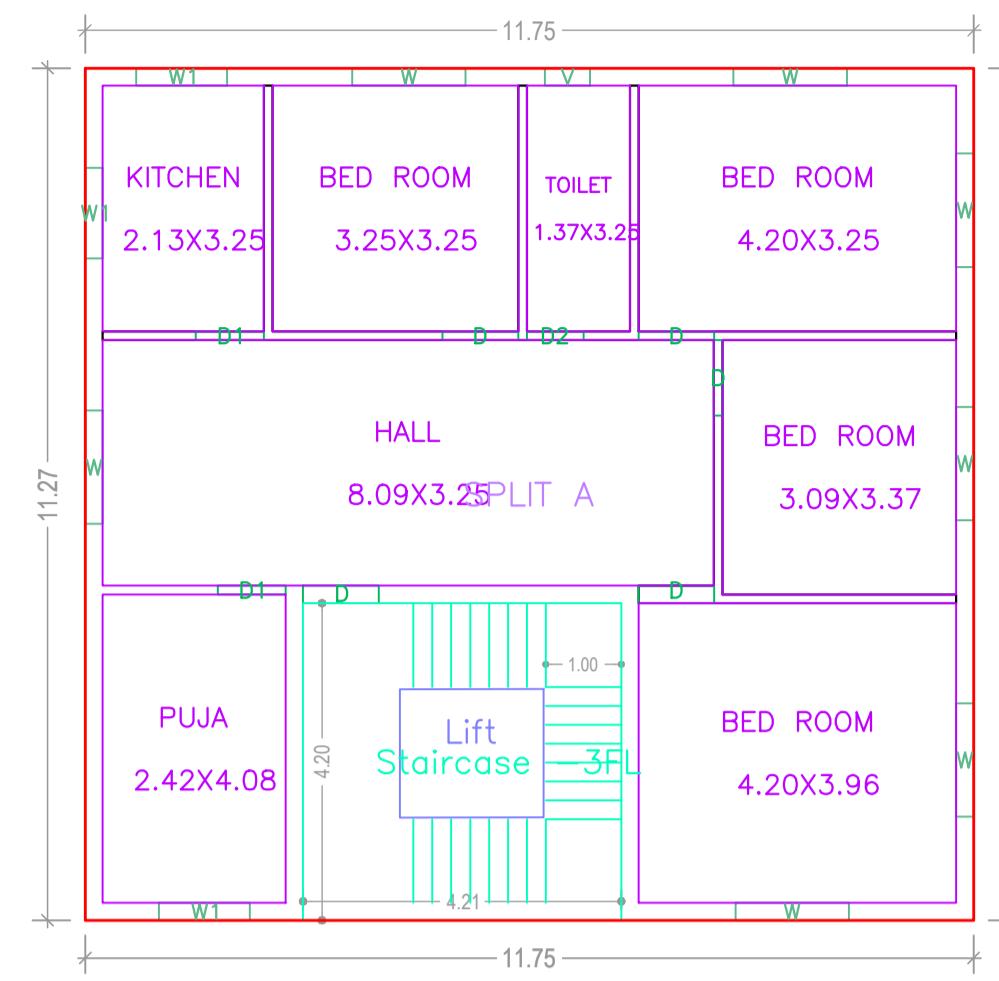 11.75
W1
W
V
W
KITCHEN
2.13X3.25
BED ROOM
3.25X3.25
TOILET
1.37X3.25
BED ROOM
4.20X3.25
W1
W
D1
D
D2
D
D
HALL
8.09X3.25
SPLIT A
BED ROOM
3.09X3.37
W
W
11.27
D1
D
D
1.00
PUJA
2.42X4.08
4.20
Lift
Staircase -3FL
BED ROOM
4.20X3.96
W
4.21
W1
W
11.75